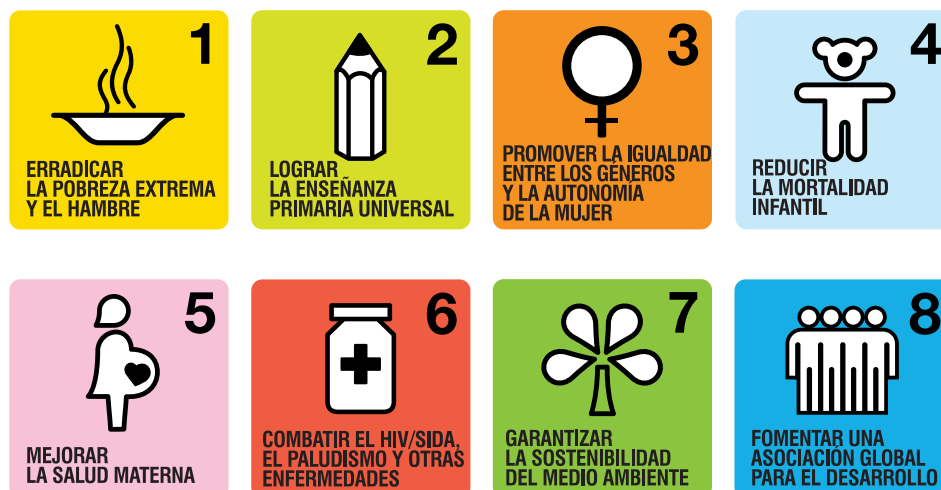 1
ERRADICAR
LA POBREZA EXTREMA
Y EL HAMBRE
2
LOGRAR
LA ENSEÑANZA
PRIMARIA UNIVERSAL
3
PROMOVER LA IGUALDAD
ENTRE LOS GÉNEROS
Y LA AUTONOMÍA
DE LA MUJER
4
REDUCIR
LA MORTALIDAD
INFANTIL
5
MEJORAR
LA SALUD MATERNA
6
COMBATIR EL HIV/SIDA,
EL PALUDISMO Y OTRAS
ENFERMEDADES
7
GARANTIZAR
LA SOSTENIBILIDAD
DEL MEDIO AMBIENTE
8
FOMENTAR UNA
ASOCIACIÓN GLOBAL
PARA EL DESARROLLO